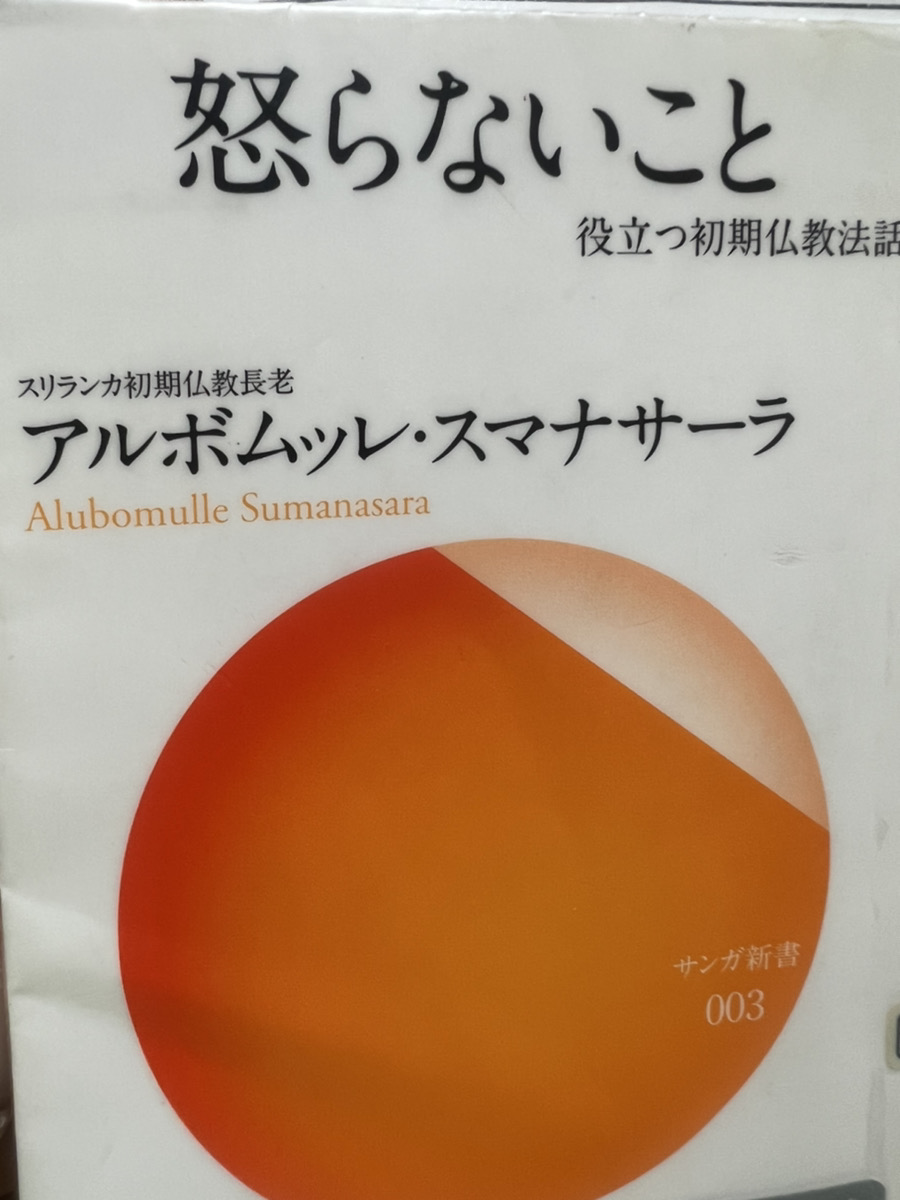 怒らないこと
役立つ初期仏教法話
スリランカ初期仏教長老
アルボムッレ・スマナサーラ
Alubomulle Sumanasara
サンガ新書
003